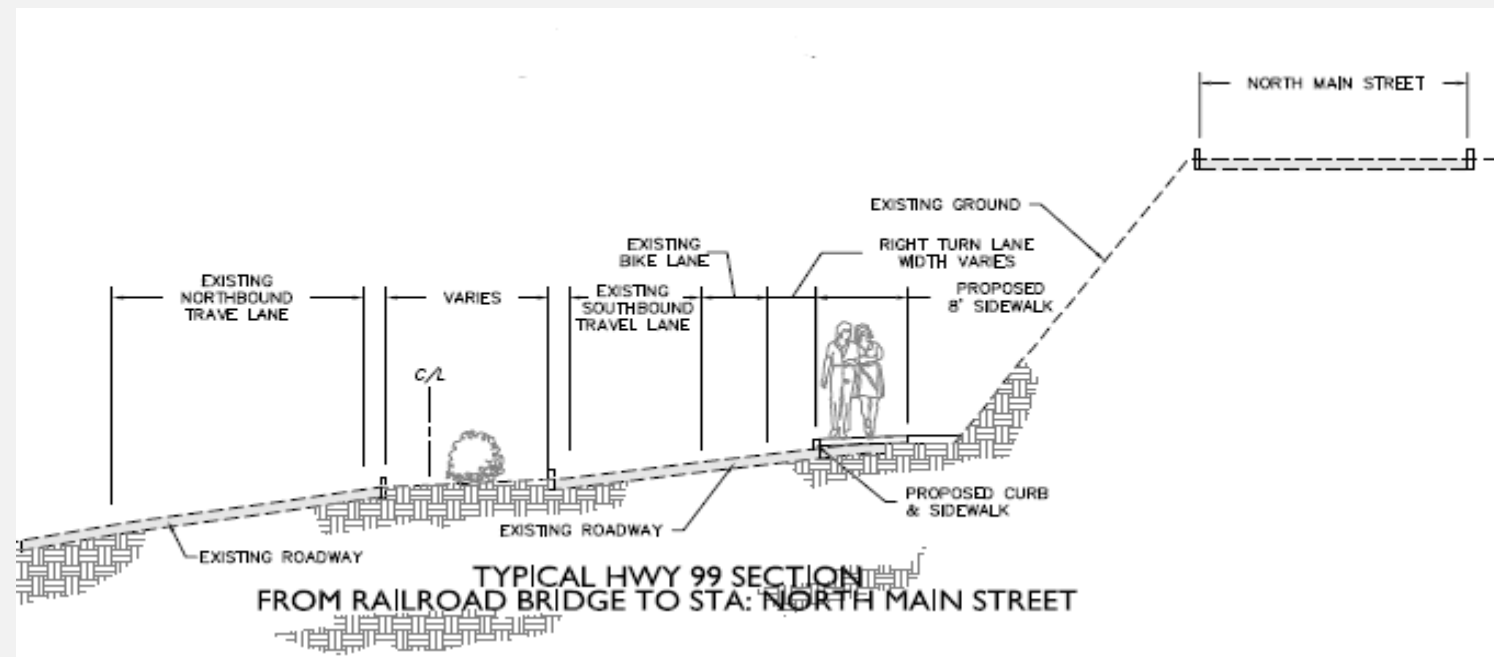 NORTH MAIN STREET
EXISTING GROUND
EXISTING
BIKE LANE
RIGHT TURN LANE
WIDTH VARIES
EXISTING
NORTHBOUND
TRAVE LANE
VARIES
EXISTING
SOUTHBOUND
TRAVEL LANE
PROPOSED
8' SIDEWALK
C/L
PROPOSED CURB
& SIDEWALK
EXISTING ROADWAY
EXISTING ROADWAY
TYPICAL HWY 99 SECTION
FROM RAILROAD BRIDGE TO STA: NORTH MAIN STREET